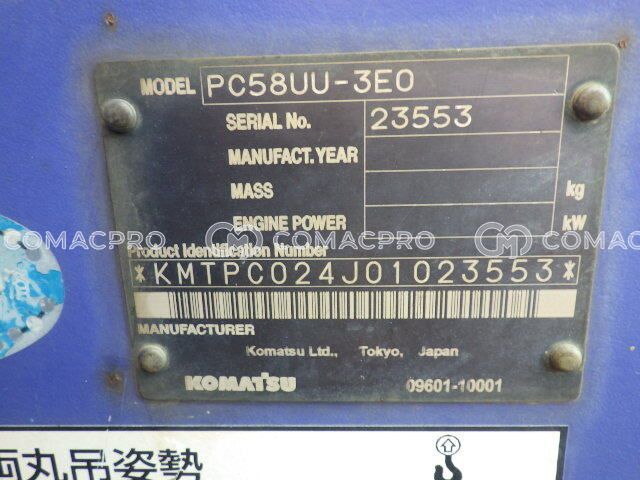 MODEL PC58UU-3E0
SERIAL No. 23553
MANUFACT.YEAR
MASS kg
ENGINE POWER kW
COMACPRO COMACPRO COMACPRO
Product Identification Number
*KMTPC024J01023553*
MANUFACTURER
Komatsu Ltd., Tokyo, Japan
KOMATSU 09601-10001
両丸吊姿勢